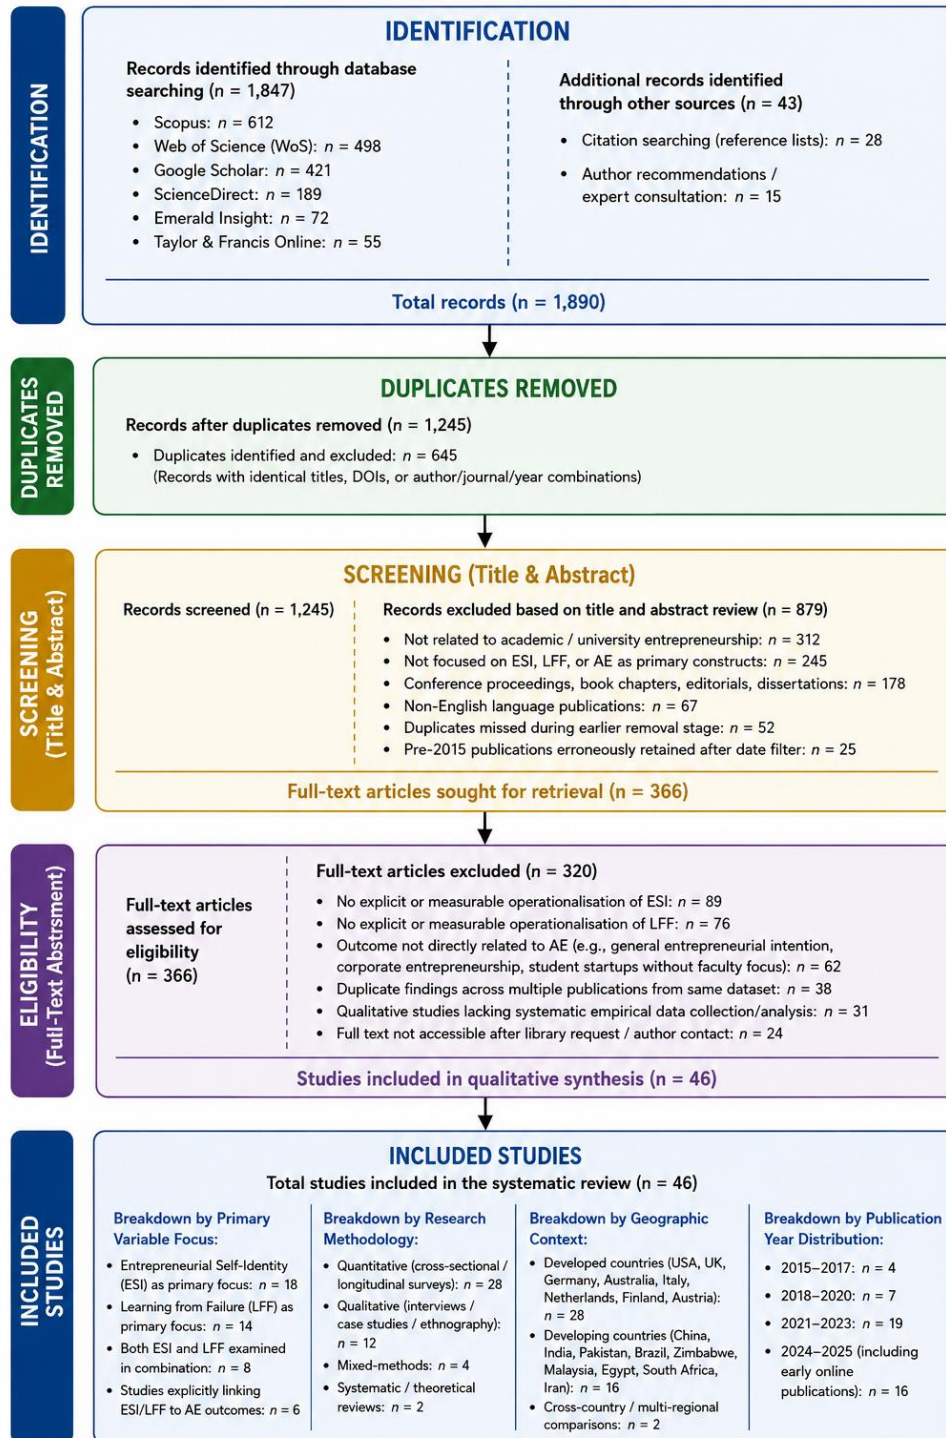 IDENTIFICATION
IDENTIFICATION
Records identified through database
searching (n = 1,847)
• Scopus: n = 612
• Web of Science (WoS): n = 498
• Google Scholar: n = 421
• ScienceDirect: n = 189
• Emerald Insight: n = 72
• Taylor & Francis Online: n = 55
Additional records identified
through other sources (n = 43)
• Citation searching (reference lists): n = 28
• Author recommendations /
expert consultation: n = 15
Total records (n = 1,890)
DUPLICATES
REMOVED
DUPLICATES REMOVED
Records after duplicates removed (n = 1,245)
• Duplicates identified and excluded: n = 645
(Records with identical titles, DOIs, or author/journal/year combinations)
SCREENING
(Title & Abstract)
SCREENING (Title & Abstract)
Records screened (n = 1,245)
Records excluded based on title and abstract review (n = 879)
• Not related to academic / university entrepreneurship: n = 312
• Not focused on ESI, LFF, or AE as primary constructs: n = 245
• Conference proceedings, book chapters, editorials, dissertations: n = 178
• Non-English language publications: n = 67
• Duplicates missed during earlier removal stage: n = 52
• Pre-2015 publications erroneously retained after date filter: n = 25
Full-text articles sought for retrieval (n = 366)
ELIGIBILITY
(Full-Text Abstrsment)
Full-text articles
assessed for
eligibility
(n = 366)
Full-text articles excluded (n = 320)
• No explicit or measurable operationalisation of ESI: n = 89
• No explicit or measurable operationalisation of LFF: n = 76
• Outcome not directly related to AE (e.g., general entrepreneurial intention,
corporate entrepreneurship, student startups without faculty focus): n = 62
• Duplicate findings across multiple publications from same dataset: n = 38
• Qualitative studies lacking systematic empirical data collection/analysis: n = 31
• Full text not accessible after library request / author contact: n = 24
Studies included in qualitative synthesis (n = 46)
INCLUDED
STUDIES
INCLUDED STUDIES
Total studies included in the systematic review (n = 46)
Breakdown by Primary
Variable Focus:
• Entrepreneurial Self-Identity
(ESI) as primary focus: n = 18
• Learning from Failure (LFF) as
primary focus: n = 14
• Both ESI and LFF examined
in combination: n = 8
• Studies explicitly linking
ESI/LFF to AE outcomes: n = 6
Breakdown by Research
Methodology:
• Quantitative (cross-sectional /
longitudinal surveys): n = 28
• Qualitative (interviews /
case studies / ethnography):
n = 12
• Mixed-methods: n = 4
• Systematic / theoretical
reviews: n = 2
Breakdown by Geographic
Context:
• Developed countries (USA, UK,
Germany, Australia, Italy,
Netherlands, Finland, Austria):
n = 28
• Developing countries (China,
India, Pakistan, Brazil, Zimbabwe,
Malaysia, Egypt, South Africa,
Iran): n = 16
• Cross-country / multi-regional
comparisons: n = 2
Breakdown by Publication
Year Distribution:
• 2015–2017: n = 4
• 2018–2020: n = 7
• 2021–2023: n = 19
• 2024–2025 (including
early online
publications): n = 16